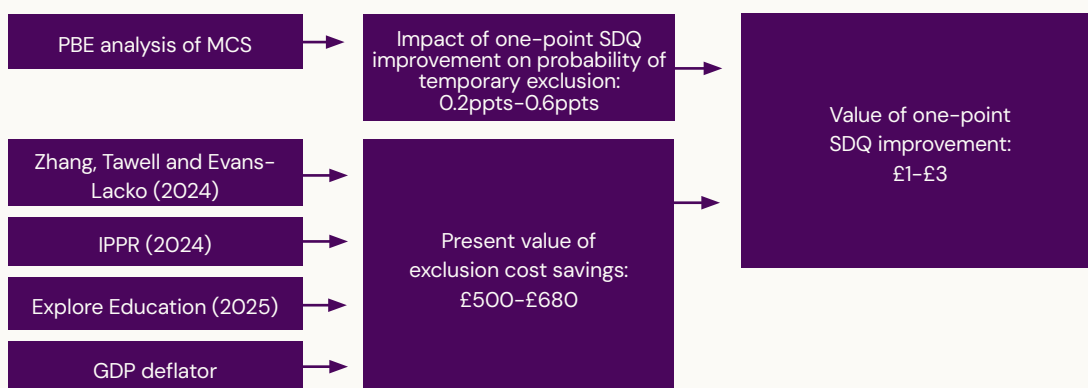 PBE analysis of MCS
Impact of one-point SDQ
improvement on probability of
temporary exclusion:
0.2ppts-0.6ppts
Value of one-point
SDQ improvement:
£1-£3
Zhang, Tawell and Evans-
Lacko (2024)
IPPR (2024)
Explore Education (2025)
GDP deflator
Present value of
exclusion cost savings:
£500-£680